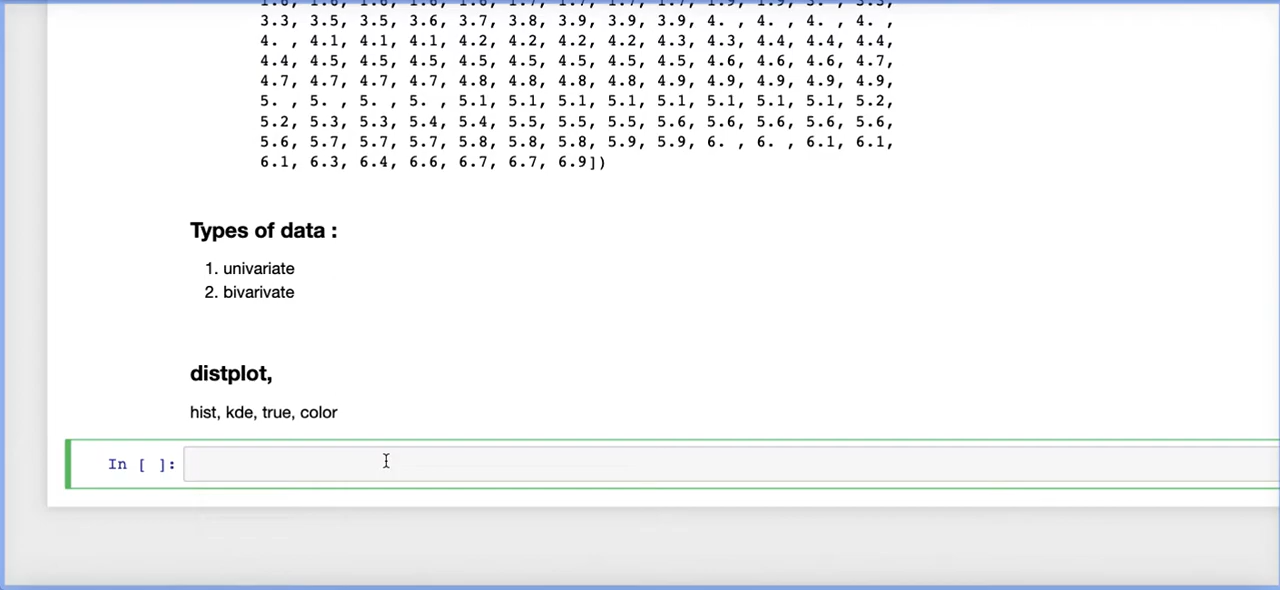 3.3, 3.5, 3.5, 3.6, 3.7, 3.8, 3.9, 3.9, 3.9, 4. , 4. , 4. , 4. ,
4. , 4.1, 4.1, 4.1, 4.2, 4.2, 4.2, 4.2, 4.3, 4.3, 4.4, 4.4, 4.4,
4.4, 4.5, 4.5, 4.5, 4.5, 4.5, 4.5, 4.5, 4.5, 4.6, 4.6, 4.6, 4.7,
4.7, 4.7, 4.7, 4.7, 4.8, 4.8, 4.8, 4.8, 4.9, 4.9, 4.9, 4.9, 4.9,
5. , 5. , 5. , 5. , 5.1, 5.1, 5.1, 5.1, 5.1, 5.1, 5.1, 5.1, 5.2,
5.2, 5.3, 5.3, 5.4, 5.4, 5.5, 5.5, 5.5, 5.6, 5.6, 5.6, 5.6, 5.6,
5.6, 5.7, 5.7, 5.7, 5.8, 5.8, 5.8, 5.9, 5.9, 6. , 6. , 6.1, 6.1,
6.1, 6.3, 6.4, 6.6, 6.7, 6.7, 6.9])
Types of data :
1. univariate
2. bivarivate
distplot,
hist, kde, true, color
In [ ]: